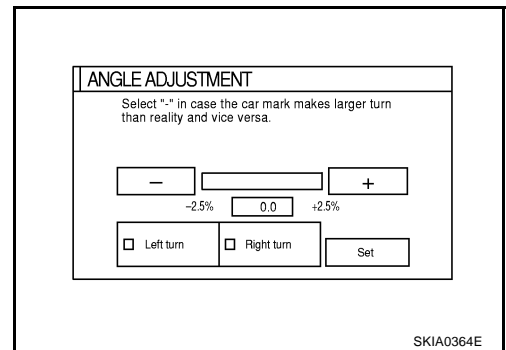 ANGLE ADJUSTMENT
Select "-" in case the car mark makes larger turn
than reality and vice versa.
− +
−2.5% 0.0 +2.5%
Left turn Right turn Set
SKIA0364E